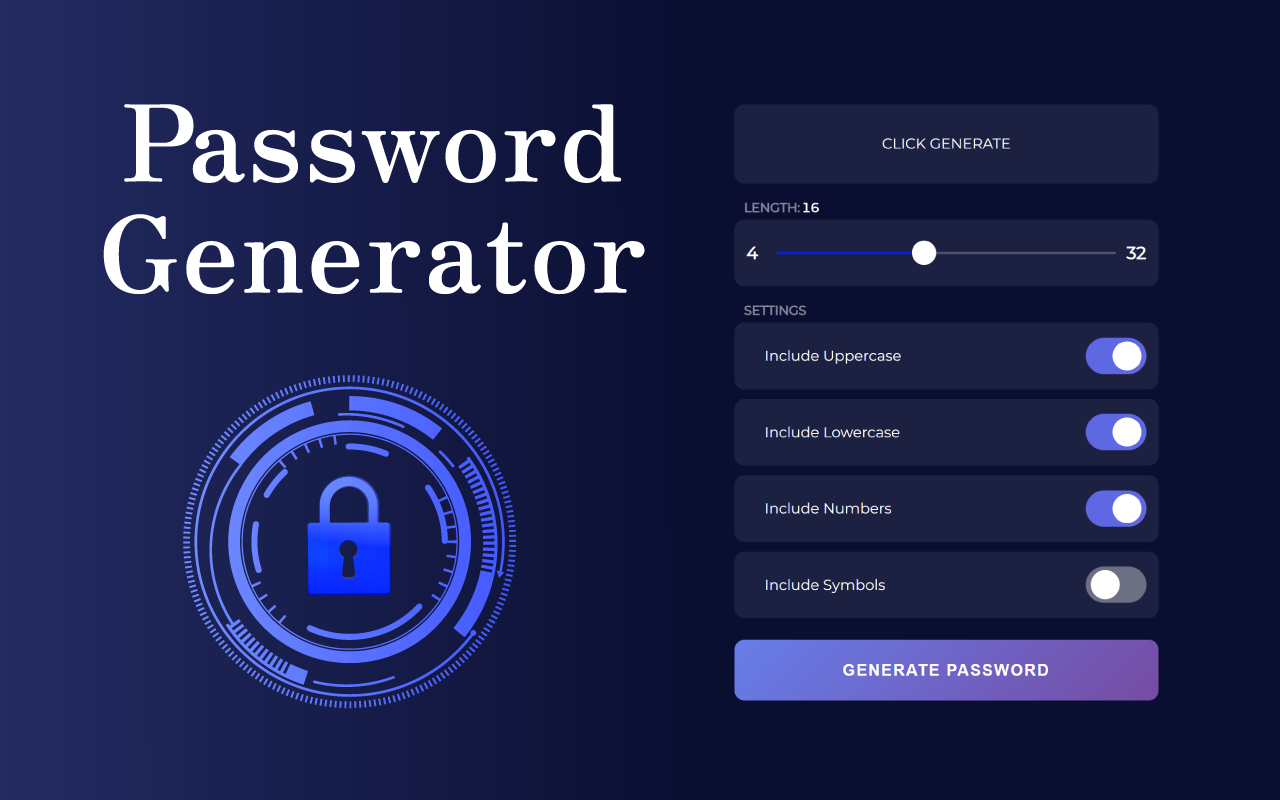 Password
Generator
CLICK GENERATE
LENGTH: 16
4 32
SETTINGS
Include Uppercase
Include Lowercase
Include Numbers
Include Symbols
GENERATE PASSWORD